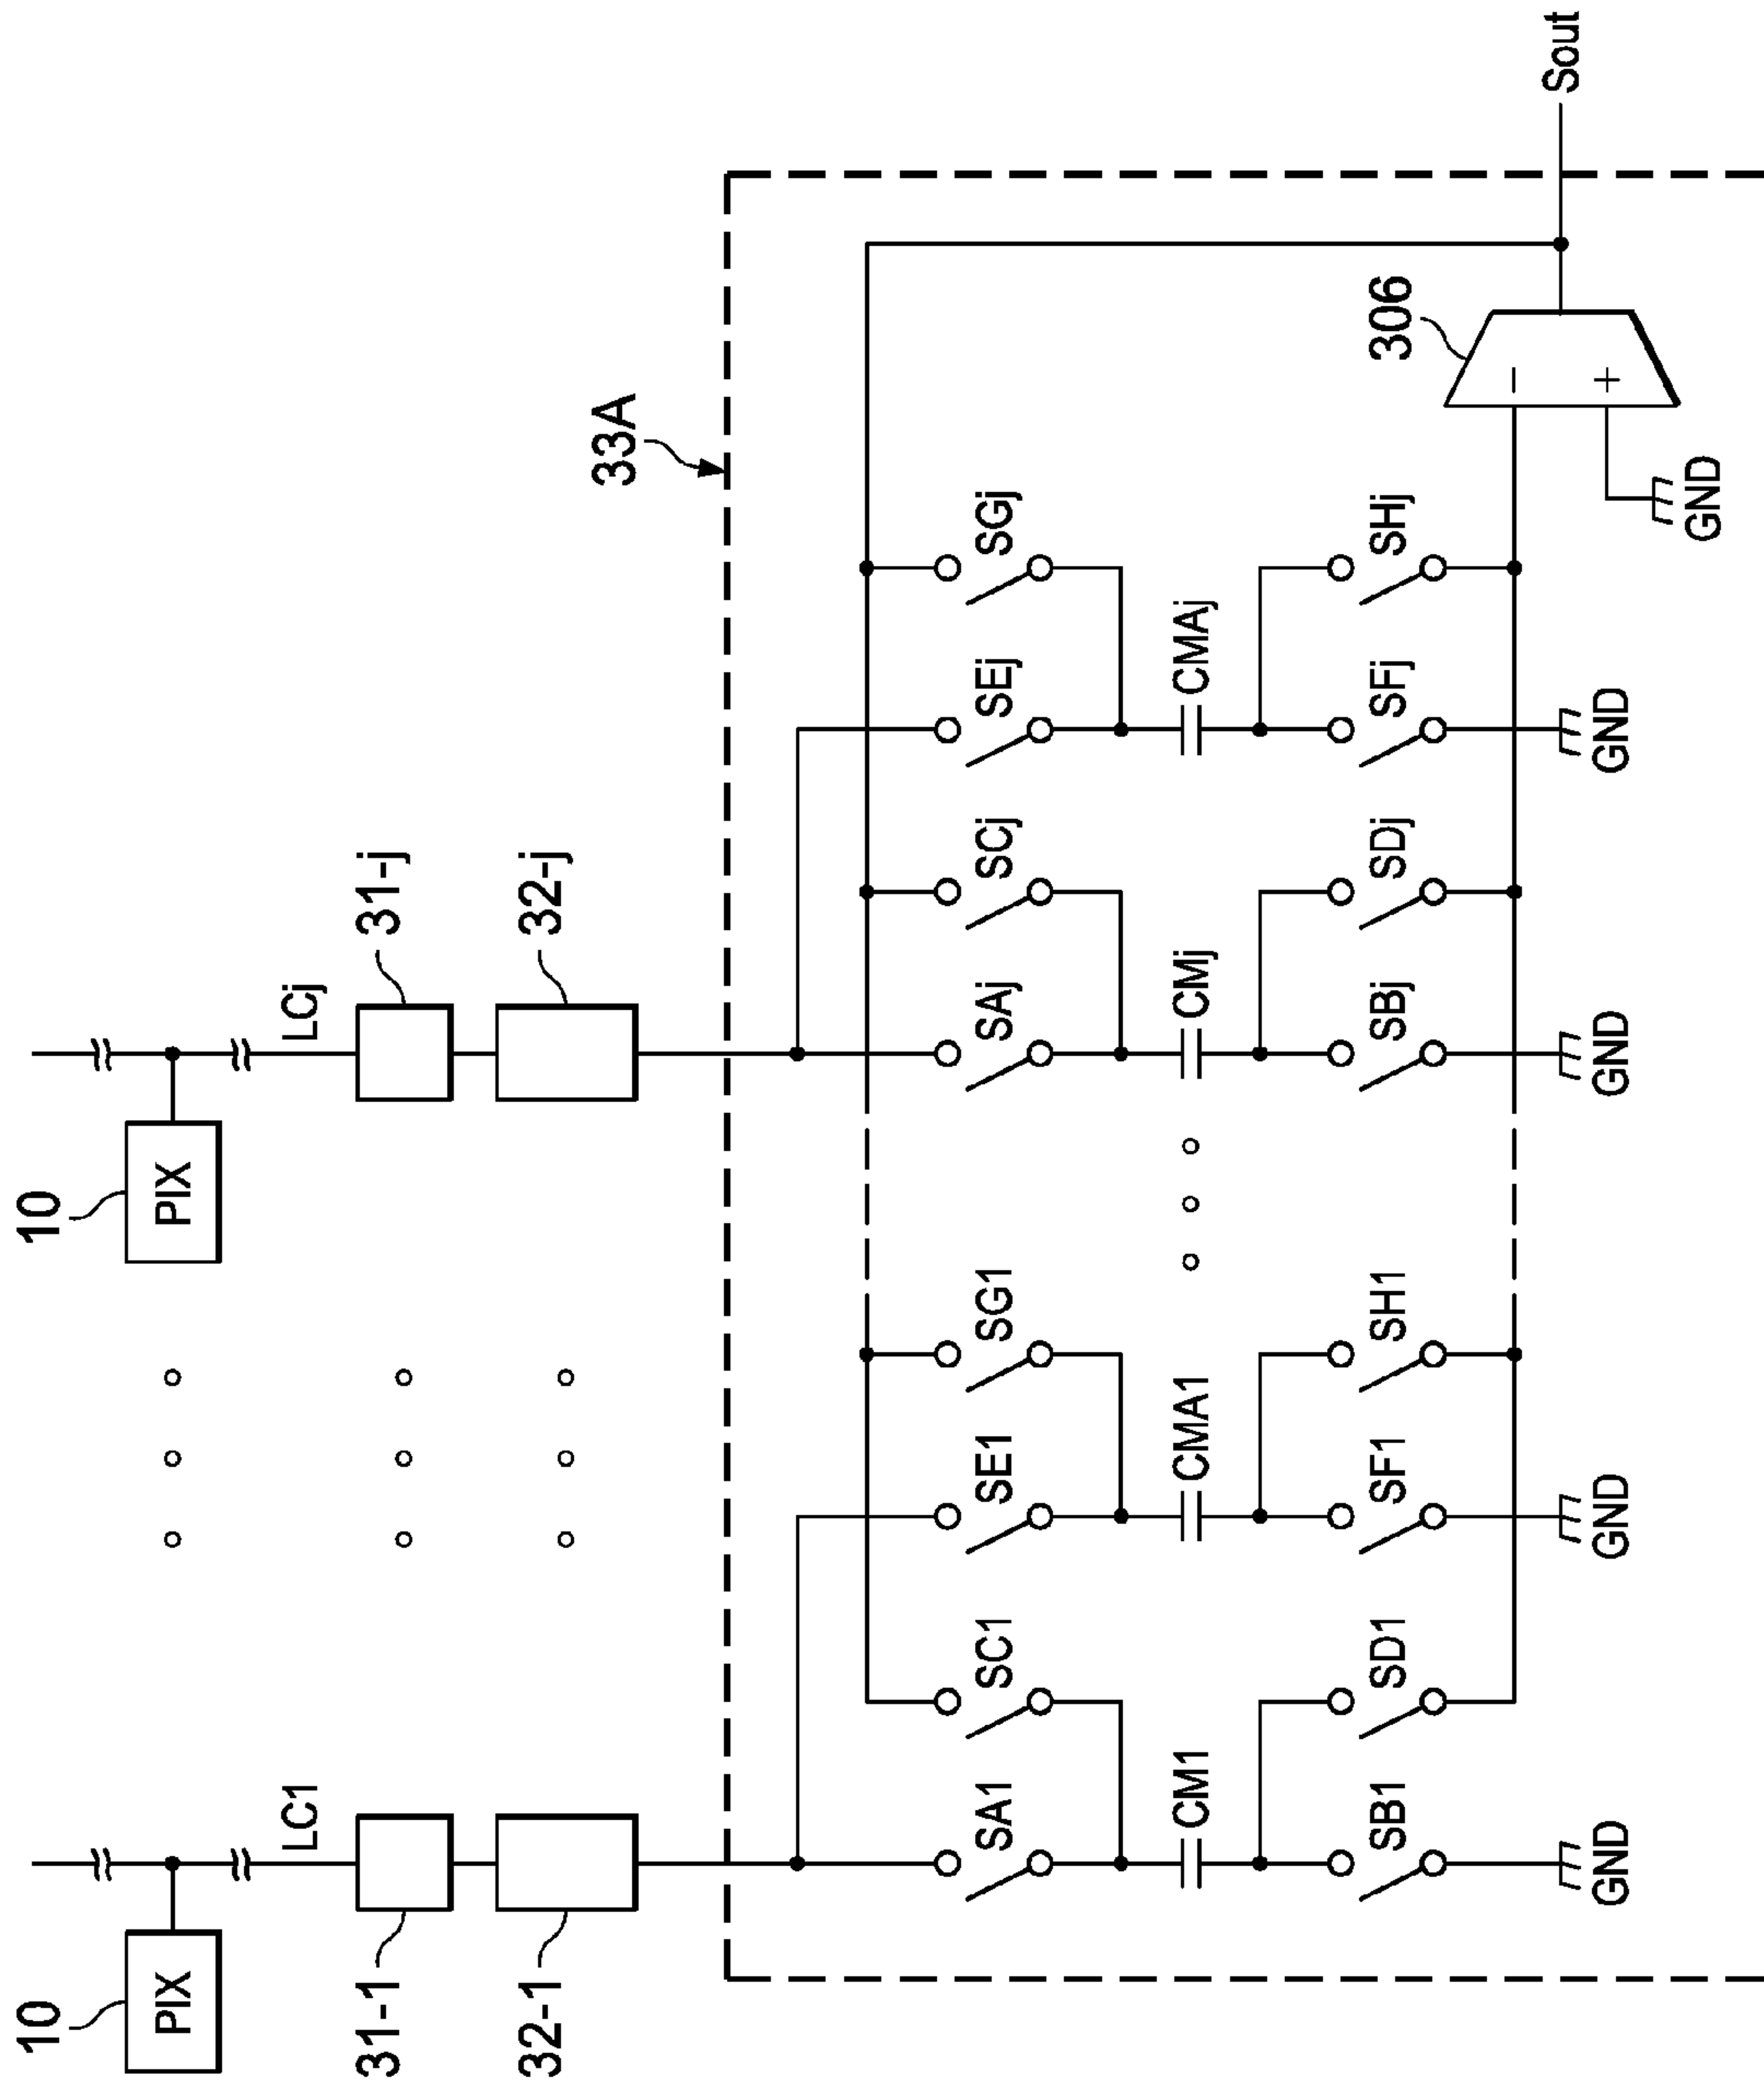 10
PIX
LC1
31-1
32-1
10
PIX
LCj
31-j
32-j
33A
SA1
SC1
SE1
SG1
SAj
SCj
SEj
SGj
CM1
CMA1
CMj
CMAj
SB1
SD1
SF1
SH1
SBj
SDj
SFj
SHj
306
−
+
GND
GND
GND
GND
GND
Sout